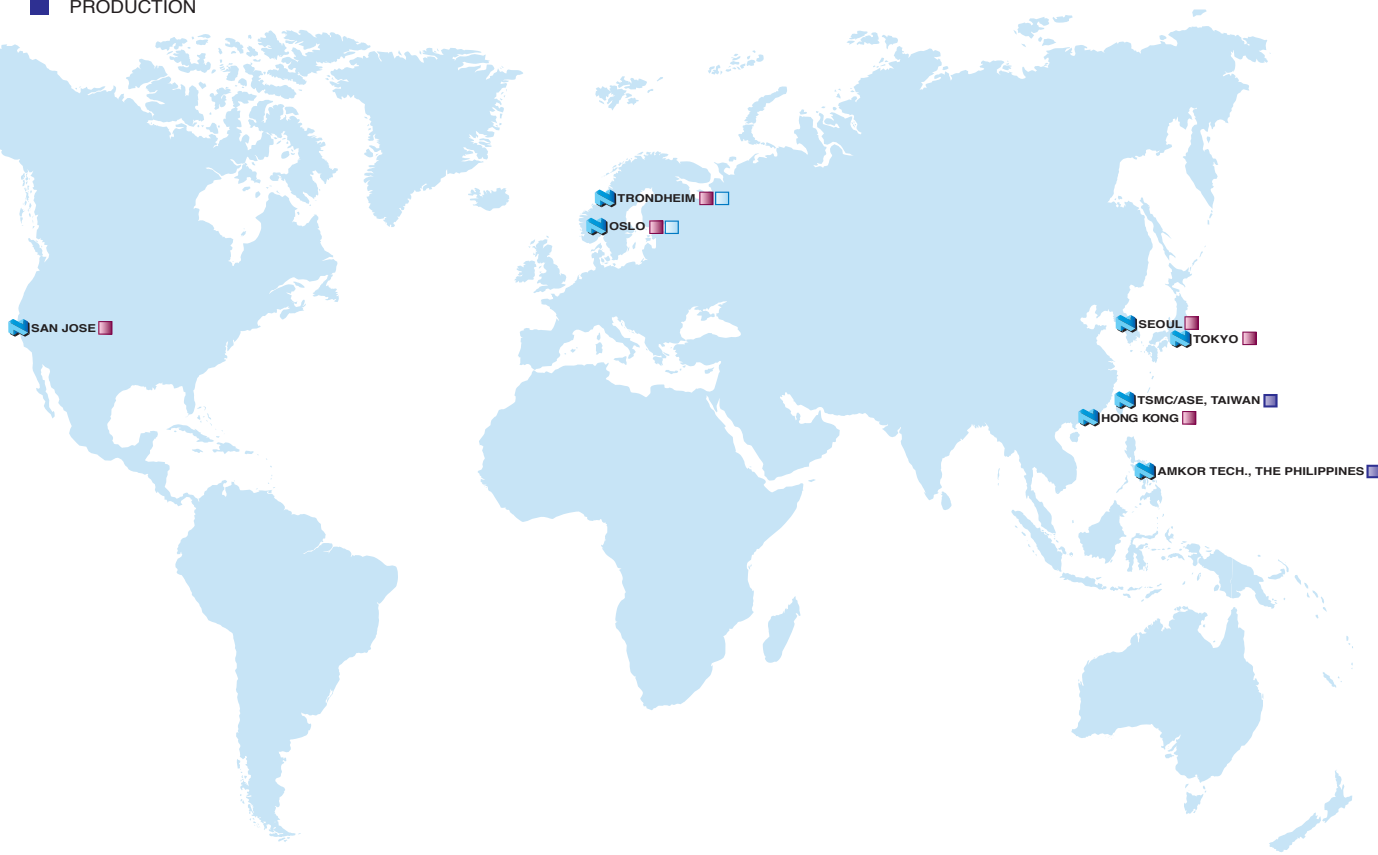 PRODUCTION
TRONDHEIM
OSLO
SAN JOSE
SEOUL
TOKYO
TSMC/ASE, TAIWAN
HONG KONG
AMKOR TECH., THE PHILIPPINES